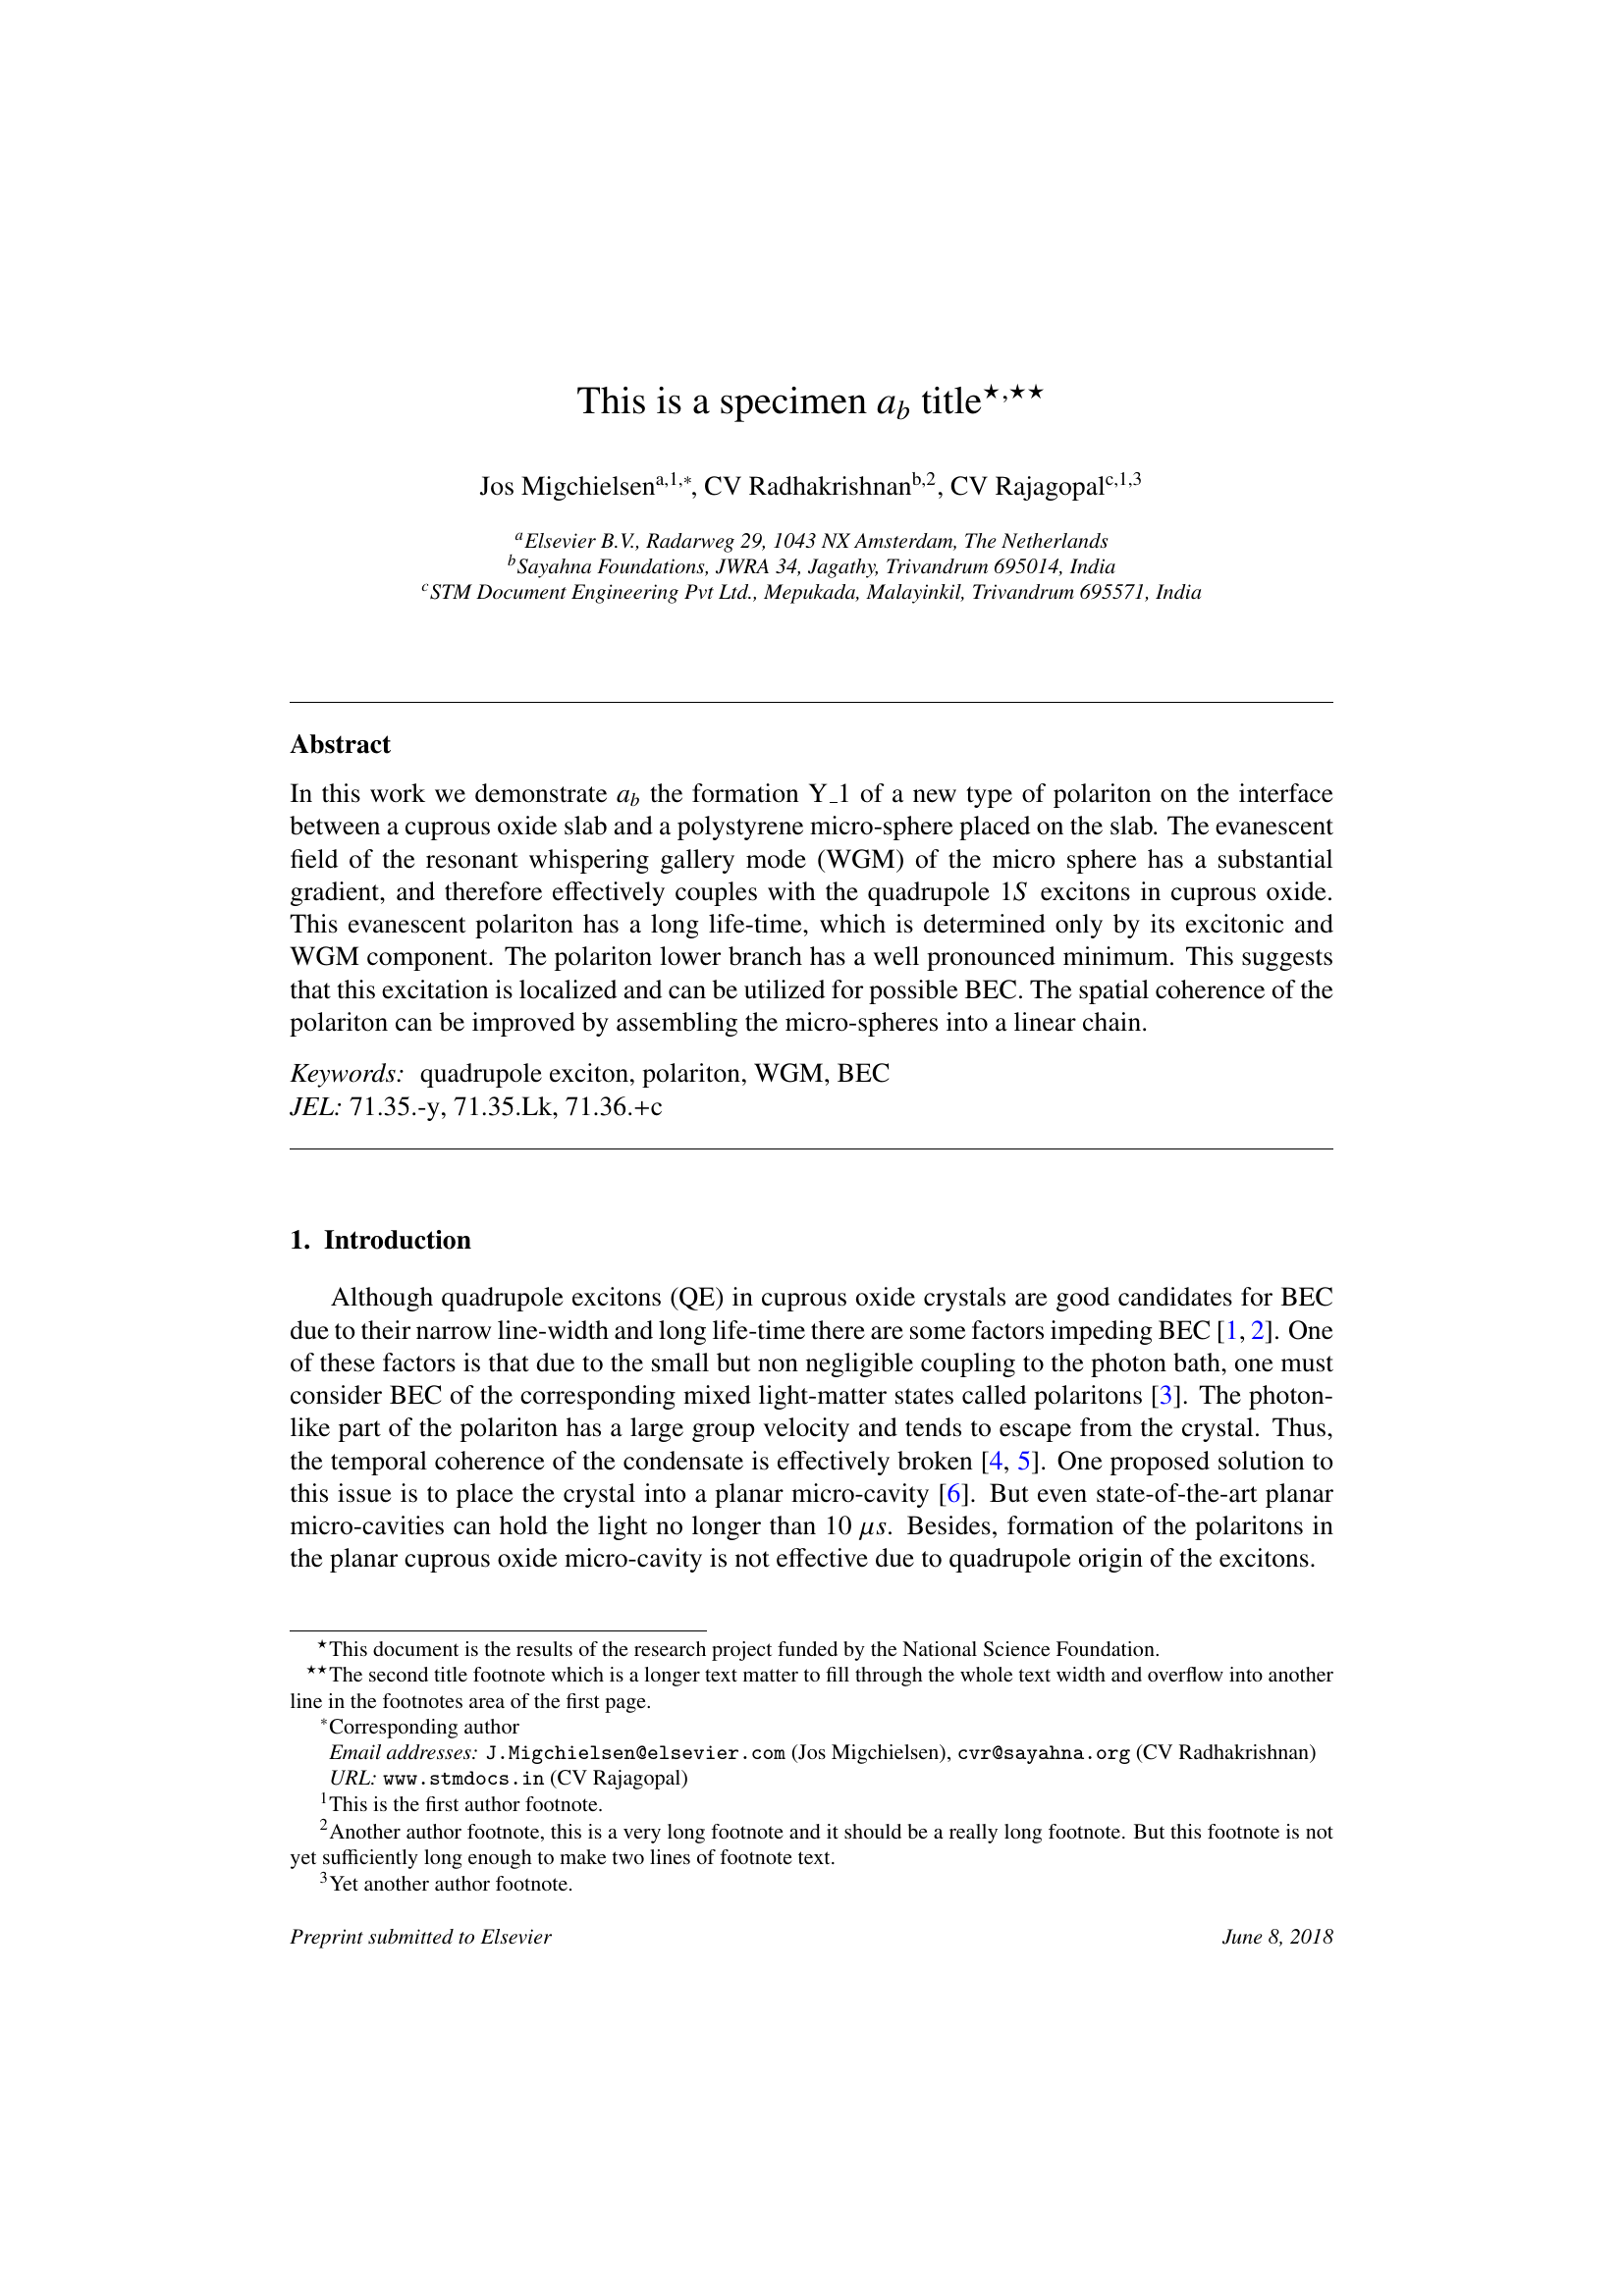 This is a specimen a_b title★,★★
Jos Migchielsen^a,1,∗, CV Radhakrishnan^b,2, CV Rajagopal^c,1,3
^a Elsevier B.V., Radarweg 29, 1043 NX Amsterdam, The Netherlands
^b Sayahna Foundations, JWRA 34, Jagathy, Trivandrum 695014, India
^c STM Document Engineering Pvt Ltd., Mepukada, Malayinkil, Trivandrum 695571, India
Abstract
In this work we demonstrate a_b the formation Y_1 of a new type of polariton on the interface
between a cuprous oxide slab and a polystyrene micro-sphere placed on the slab. The evanescent
field of the resonant whispering gallery mode (WGM) of the micro sphere has a substantial
gradient, and therefore effectively couples with the quadrupole 1S excitons in cuprous oxide.
This evanescent polariton has a long life-time, which is determined only by its excitonic and
WGM component. The polariton lower branch has a well pronounced minimum. This suggests
that this excitation is localized and can be utilized for possible BEC. The spatial coherence of the
polariton can be improved by assembling the micro-spheres into a linear chain.
Keywords: quadrupole exciton, polariton, WGM, BEC
JEL: 71.35.-y, 71.35.Lk, 71.36.+c
1. Introduction
Although quadrupole excitons (QE) in cuprous oxide crystals are good candidates for BEC
due to their narrow line-width and long life-time there are some factors impeding BEC [1, 2]. One
of these factors is that due to the small but non negligible coupling to the photon bath, one must
consider BEC of the corresponding mixed light-matter states called polaritons [3]. The photon-
like part of the polariton has a large group velocity and tends to escape from the crystal. Thus,
the temporal coherence of the condensate is effectively broken [4, 5]. One proposed solution to
this issue is to place the crystal into a planar micro-cavity [6]. But even state-of-the-art planar
micro-cavities can hold the light no longer than 10 μs. Besides, formation of the polaritons in
the planar cuprous oxide micro-cavity is not effective due to quadrupole origin of the excitons.
★This document is the results of the research project funded by the National Science Foundation.
★★The second title footnote which is a longer text matter to fill through the whole text width and overflow into another
line in the footnotes area of the first page.
∗Corresponding author
Email addresses: J.Migchielsen@elsevier.com (Jos Migchielsen), cvr@sayahna.org (CV Radhakrishnan)
URL: www.stmdocs.in (CV Rajagopal)
1 This is the first author footnote.
2 Another author footnote, this is a very long footnote and it should be a really long footnote. But this footnote is not
yet sufficiently long enough to make two lines of footnote text.
3 Yet another author footnote.
Preprint submitted to Elsevier June 8, 2018